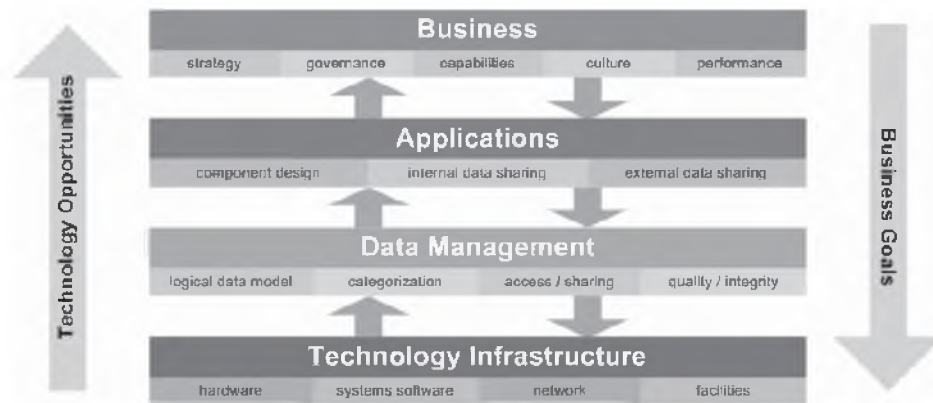 Business
strategy governance capabilities culture performance
Applications
component design internal data sharing external data sharing
Data Management
logical data model categorization access / sharing quality / integrity
Technology Infrastructure
hardware systems software network facilities
Technology Opportunities
Business Goals